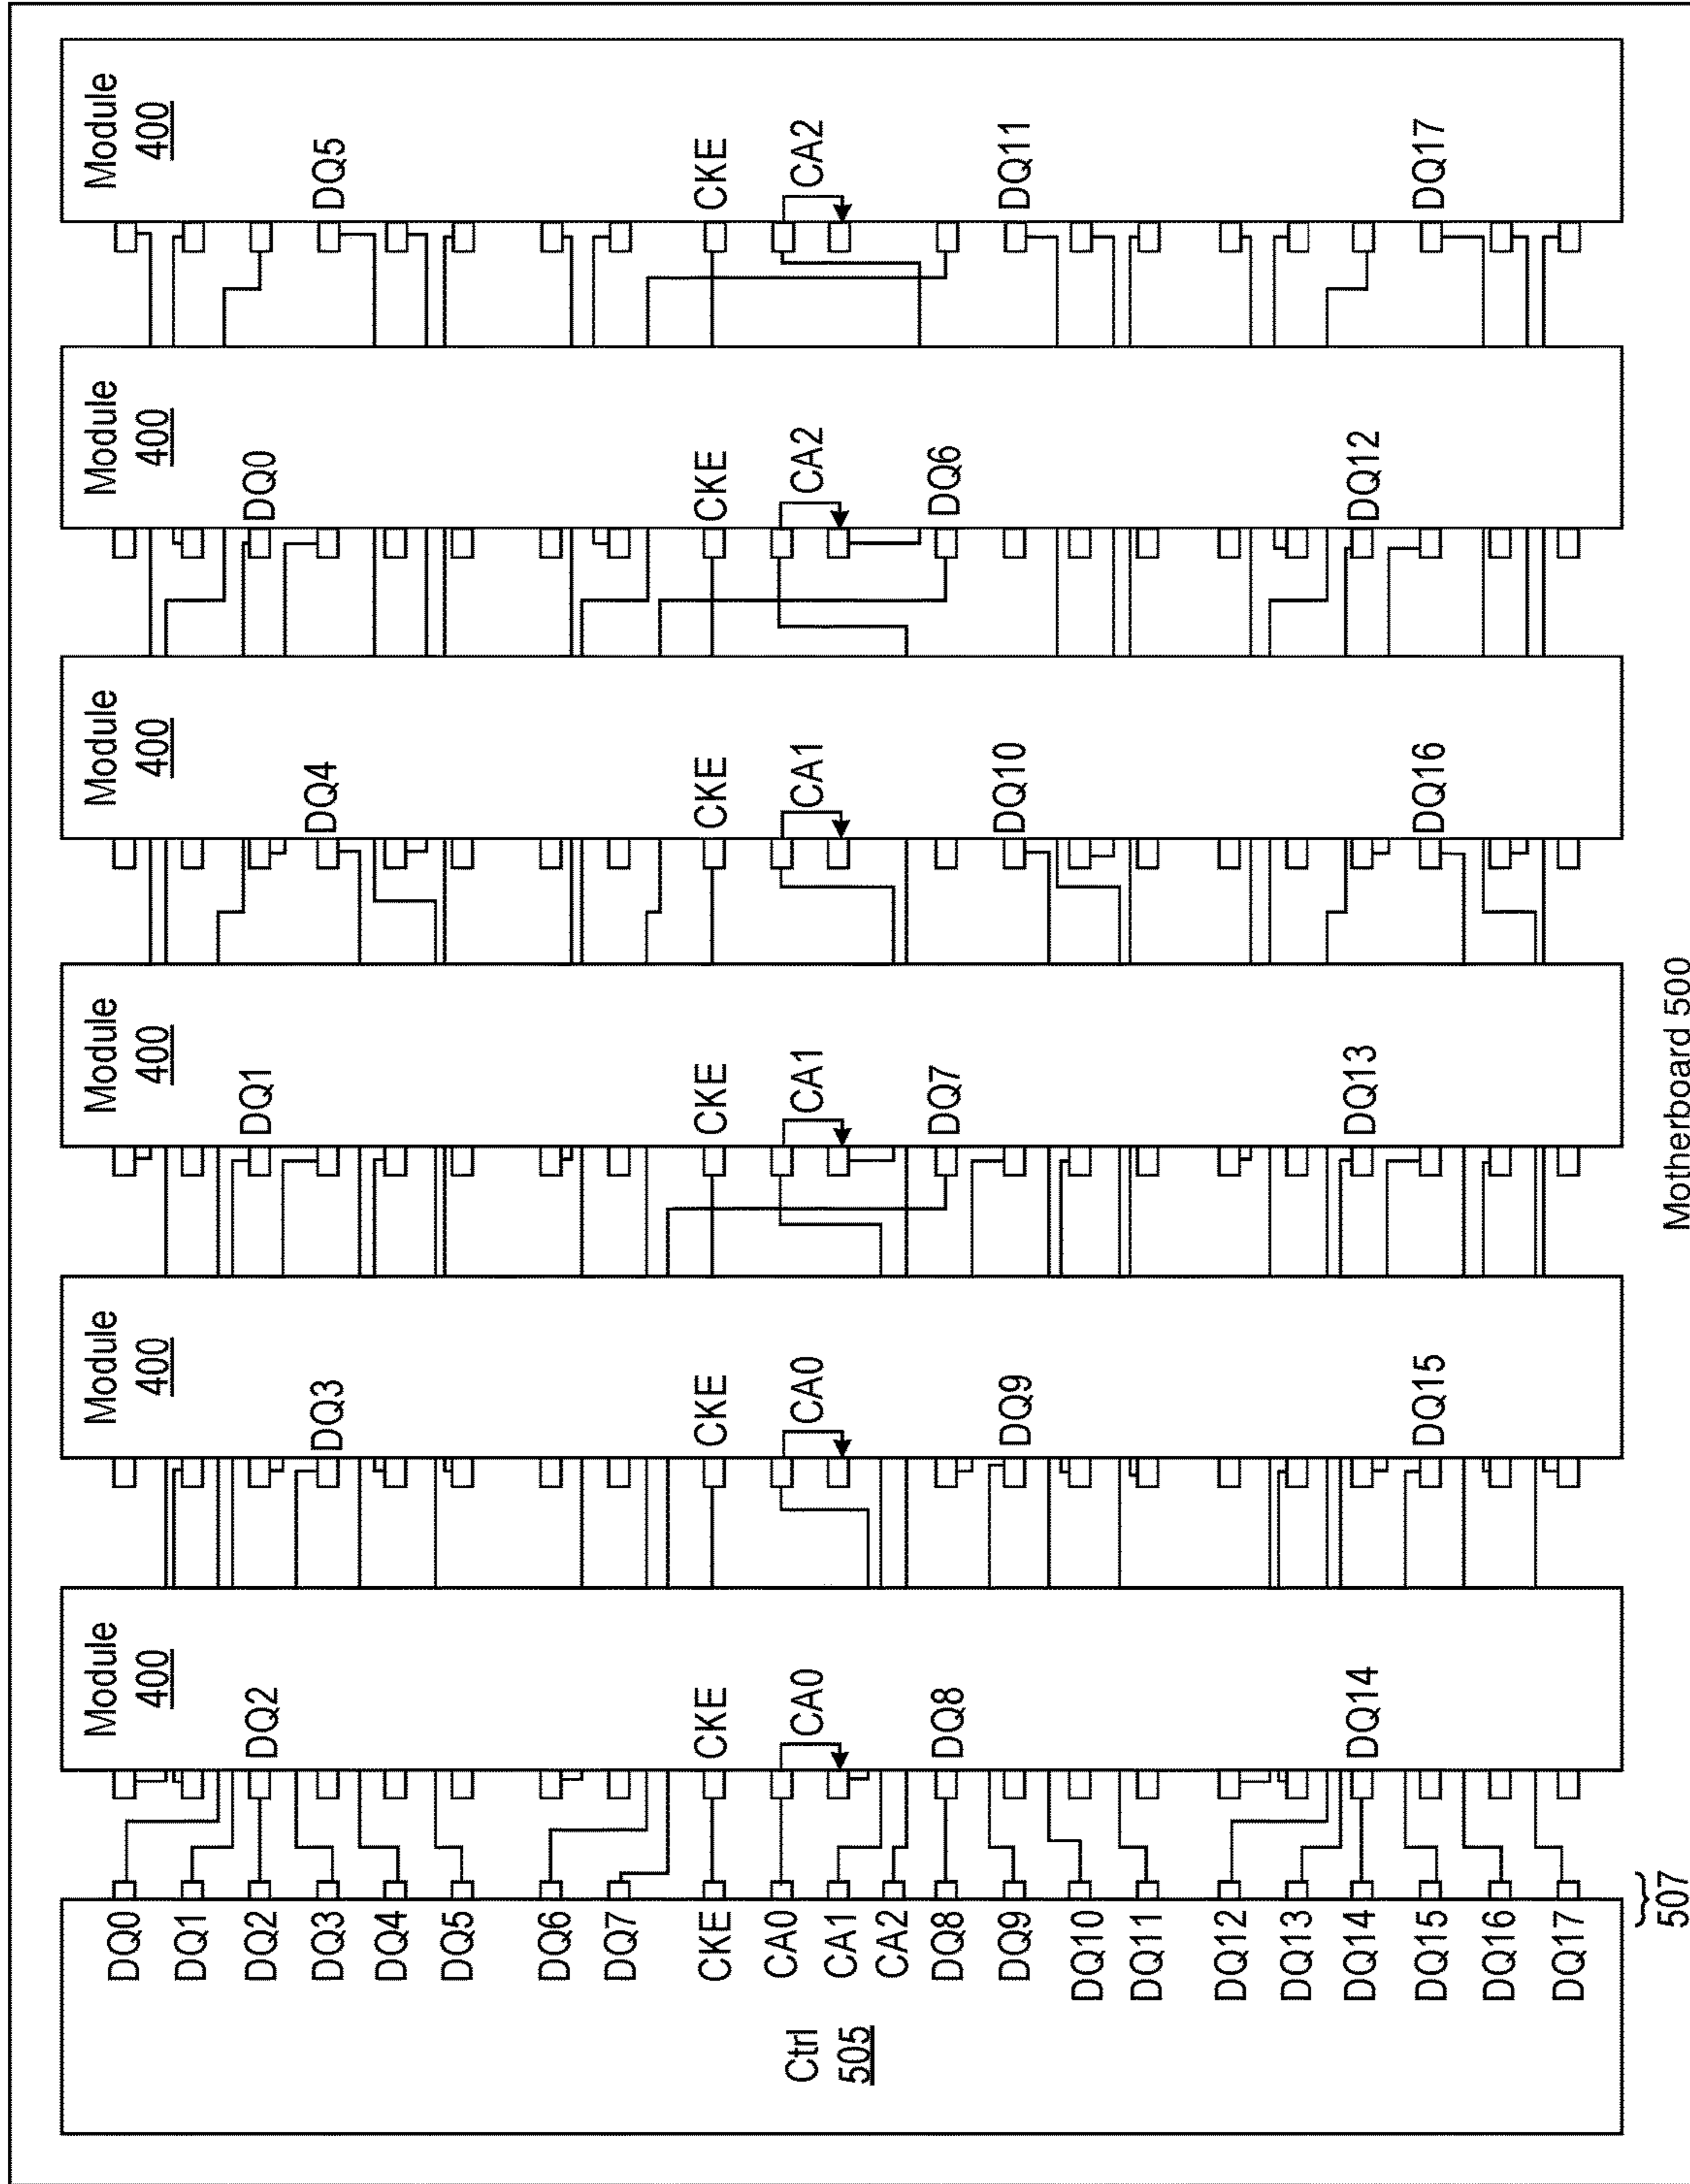 Module
400
DQ5
CKE
CA2
DQ11
DQ17
Module
400
DQ0
CKE
CA2
DQ6
DQ12
Module
400
DQ4
CKE
CA1
DQ10
DQ16
Module
400
DQ1
CKE
CA1
DQ7
DQ13
Module
400
DQ3
CKE
CA0
DQ9
DQ15
Module
400
DQ2
CKE
CA0
DQ8
DQ14
DQ0
DQ1
DQ2
DQ3
DQ4
DQ5
DQ6
DQ7
CKE
CA0
CA1
CA2
DQ8
DQ9
DQ10
DQ11
DQ12
DQ13
DQ14
DQ15
DQ16
DQ17
Ctrl
505
507
Motherboard 500